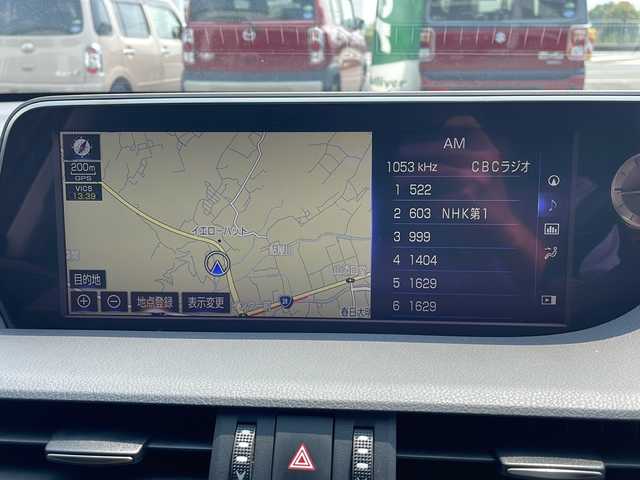 200m
GPS
VICS
13:39
イエローハット
目的地
地点登録
表示変更
春日大
AM
1053 kHz CBCラジオ
1 522
2 603 NHK第1
3 999
4 1404
5 1629
6 1629